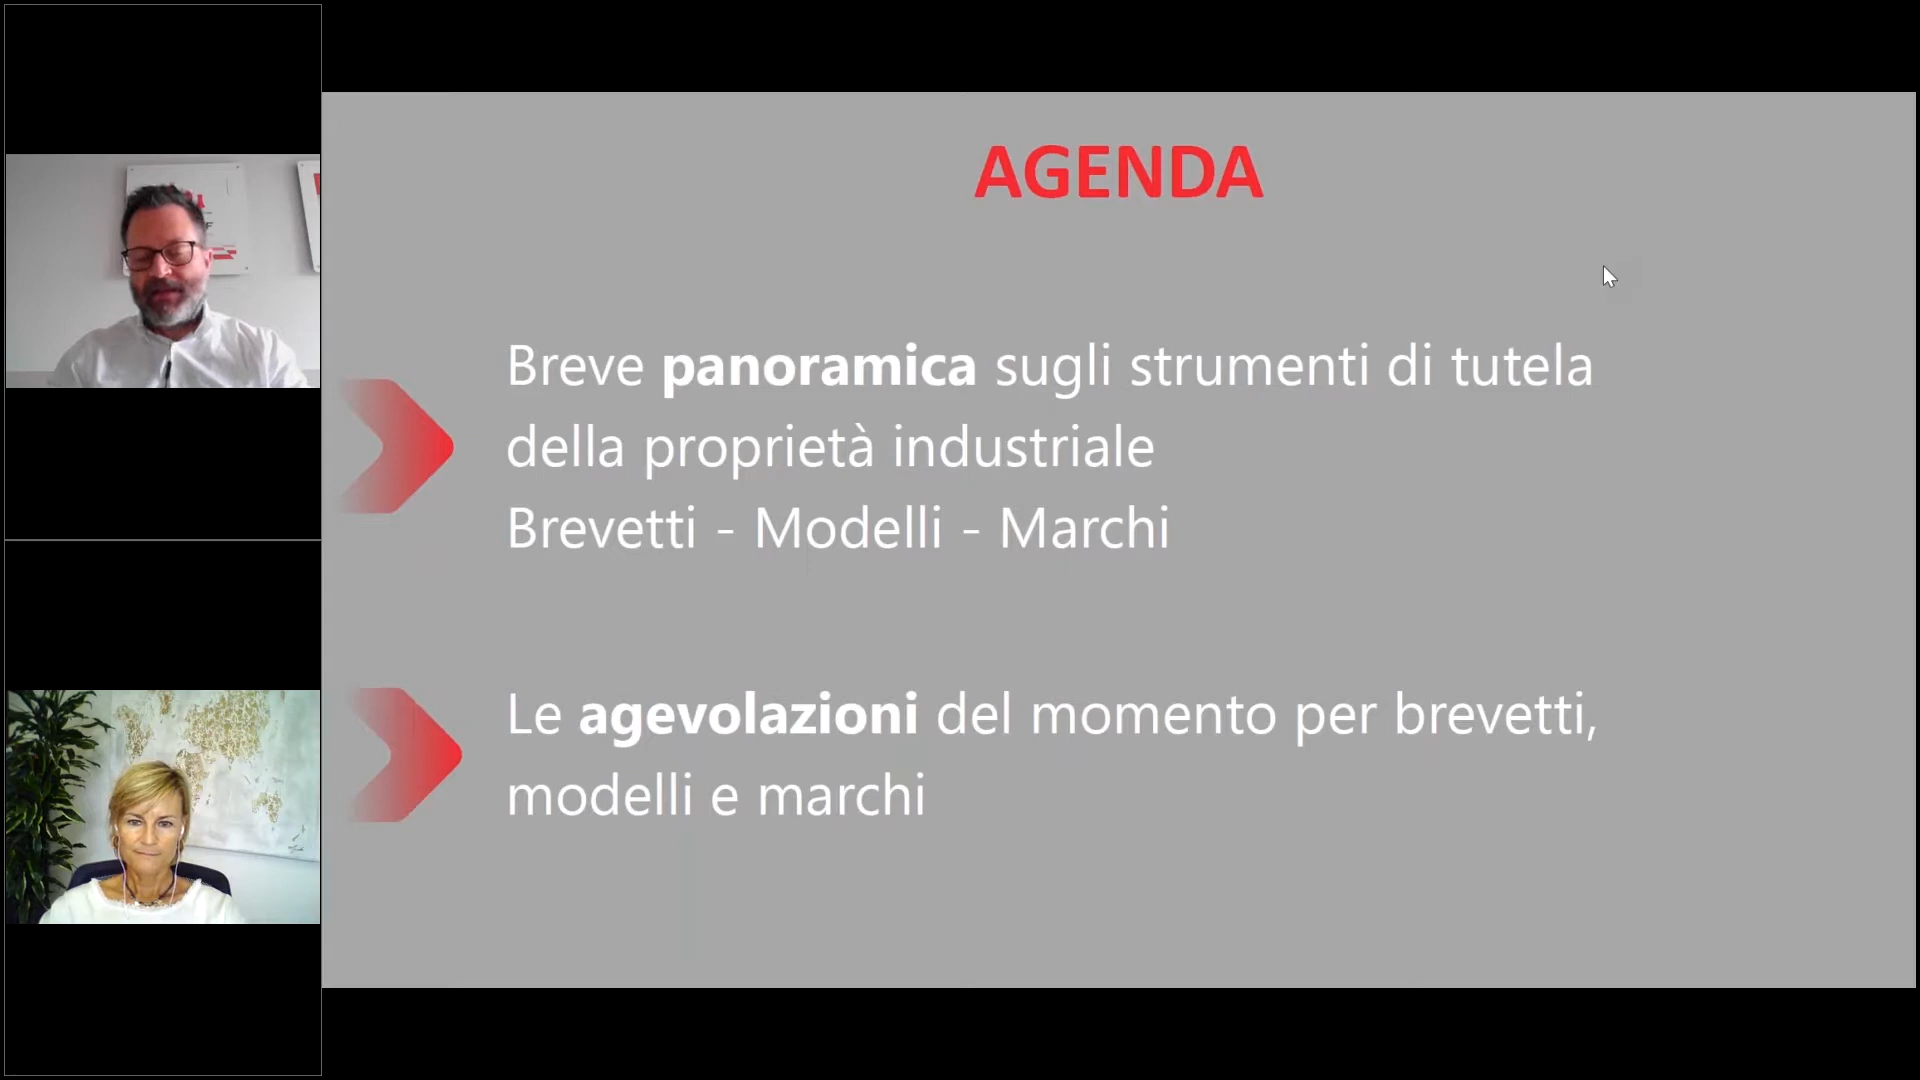 AGENDA
Breve panoramica sugli strumenti di tutela
della proprietà industriale
Brevetti - Modelli - Marchi
Le agevolazioni del momento per brevetti,
modelli e marchi